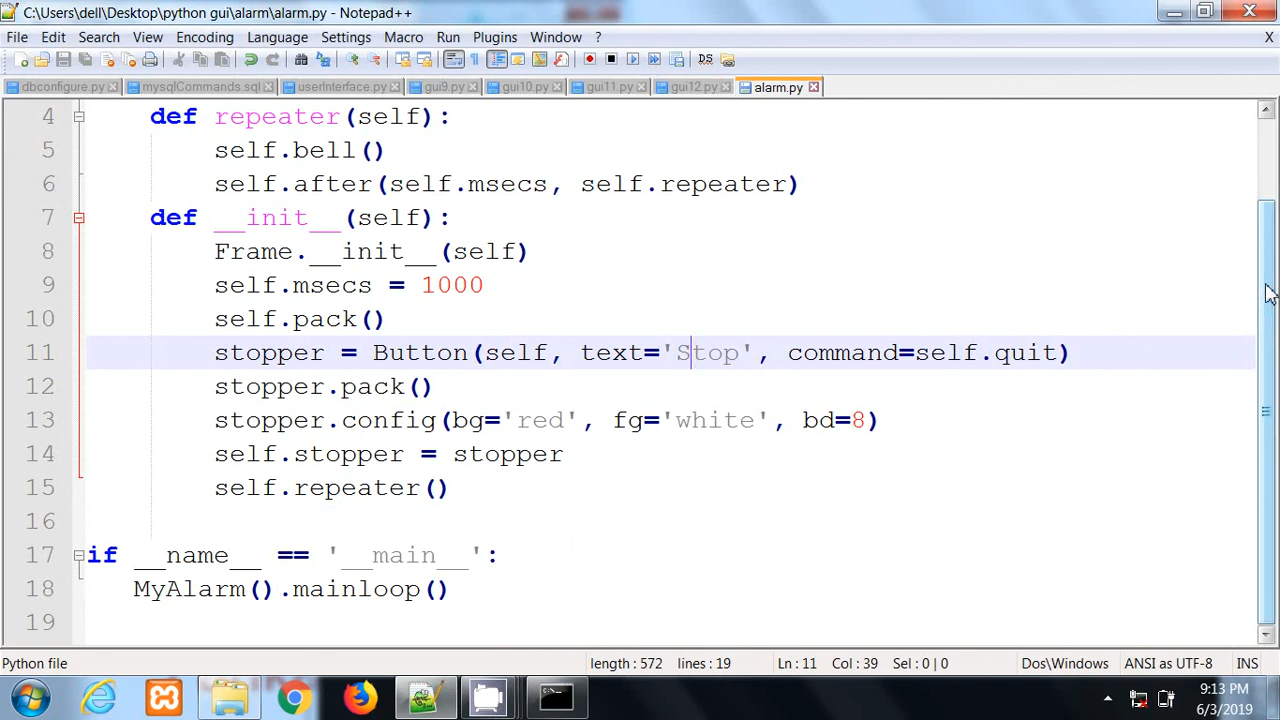 C:\Users\dell\Desktop\python gui\alarm\alarm.py - Notepad++
File Edit Search View Encoding Language Settings Macro Run Plugins Window ? X
dbconfigure.py mysqlCommands.sql userInterface.py gui9.py gui10.py gui11.py gui12.py alarm.py
4 def repeater(self):
5 self.bell()
6 self.after(self.msecs, self.repeater)
7 def __init__(self):
8 Frame.__init__(self)
9 self.msecs = 1000
10 self.pack()
11 stopper = Button(self, text='Stop', command=self.quit)
12 stopper.pack()
13 stopper.config(bg='red', fg='white', bd=8)
14 self.stopper = stopper
15 self.repeater()
16
17 if __name__ == '__main__':
18 MyAlarm().mainloop()
19
Python file length : 572 lines : 19 Ln : 11 Col : 39 Sel : 0 | 0 Dos\Windows ANSI as UTF-8 INS
9:13 PM
6/3/2019